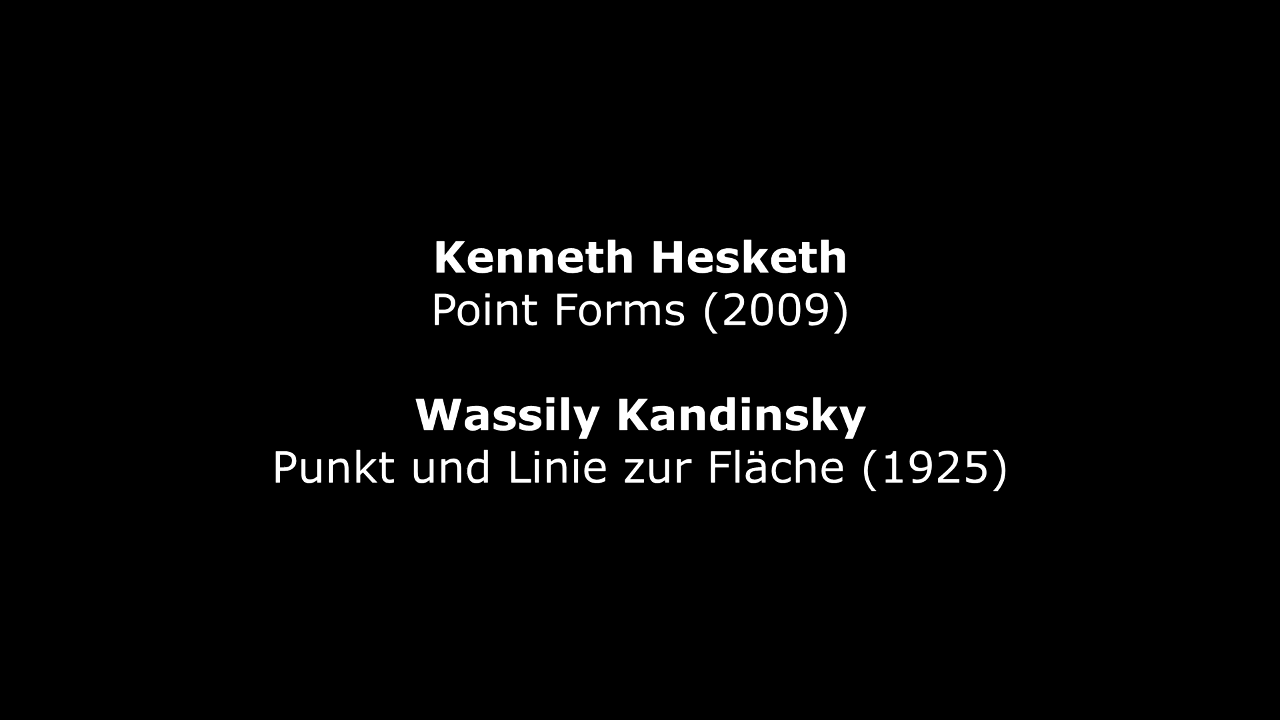 Kenneth Hesketh
Point Forms (2009)
Wassily Kandinsky
Punkt und Linie zur Fläche (1925)